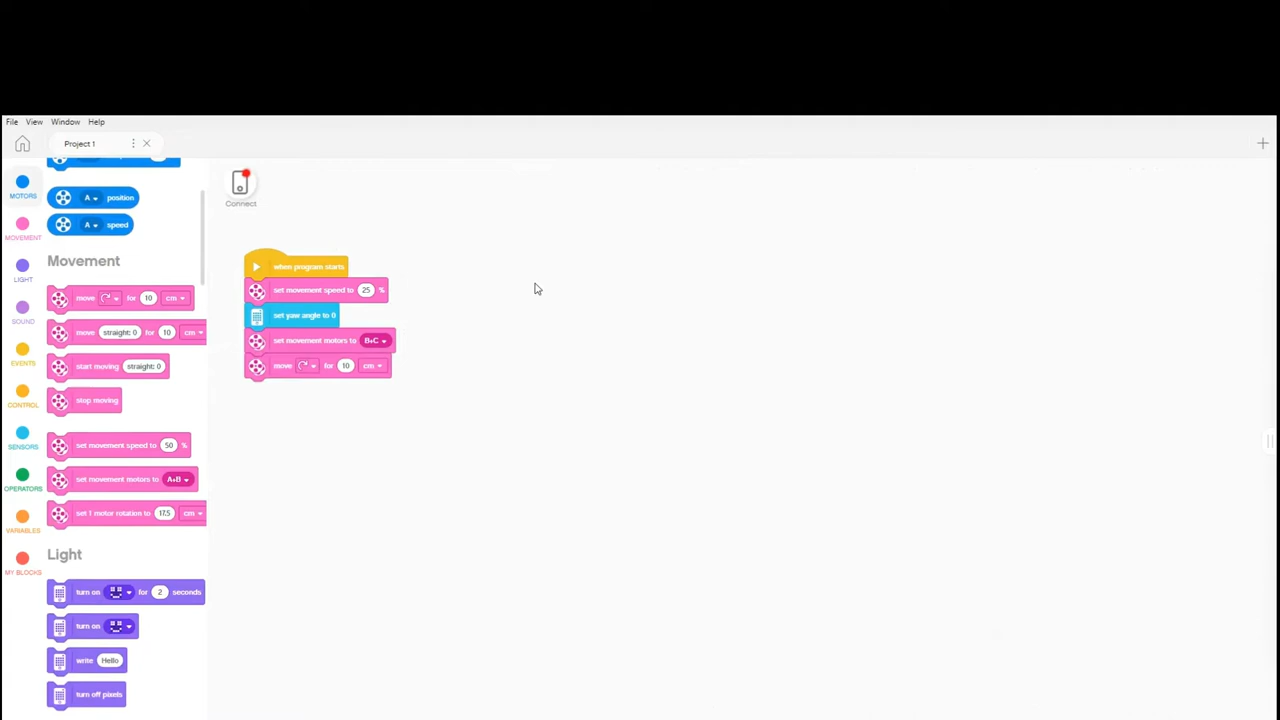 File View Window Help
Project 1
Connect
MOTORS
MOVEMENT
LIGHT
SOUND
EVENTS
CONTROL
SENSORS
OPERATORS
VARIABLES
MY BLOCKS
A position
A speed
Movement
move for 10 cm
move straight: 0 for 10 cm
start moving straight: 0
stop moving
set movement speed to 50 %
set movement motors to A+B
set 1 motor rotation to 17.5 cm
Light
turn on for 2 seconds
turn on
write Hello
turn off pixels
when program starts
set movement speed to 25 %
set yaw angle to 0
set movement motors to B+C
move for 10 cm